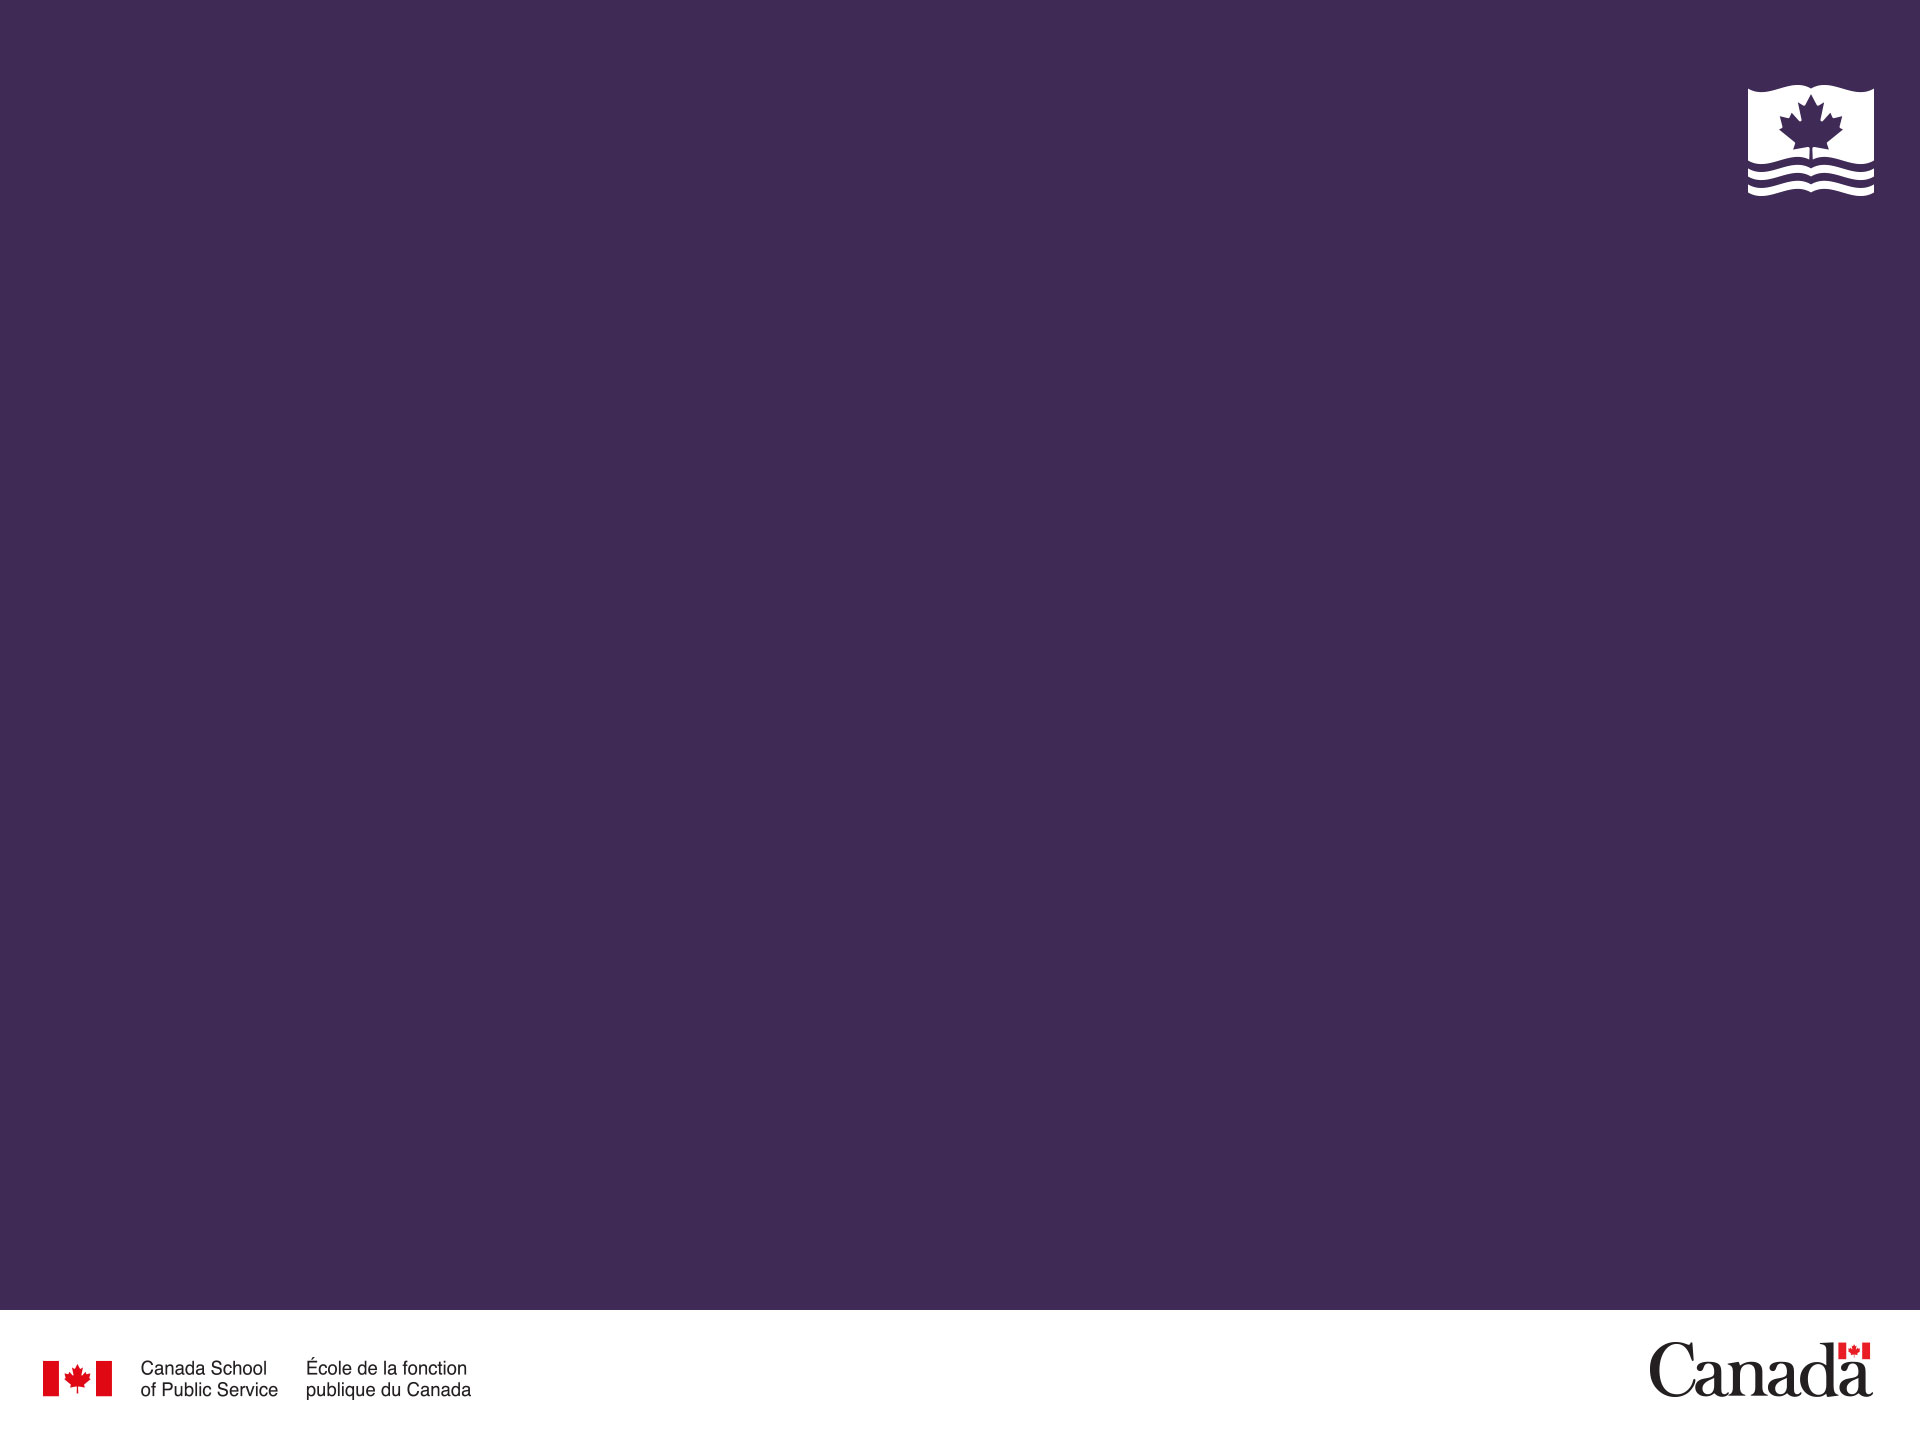 Canada School
of Public Service
École de la fonction
publique du Canada
Canada